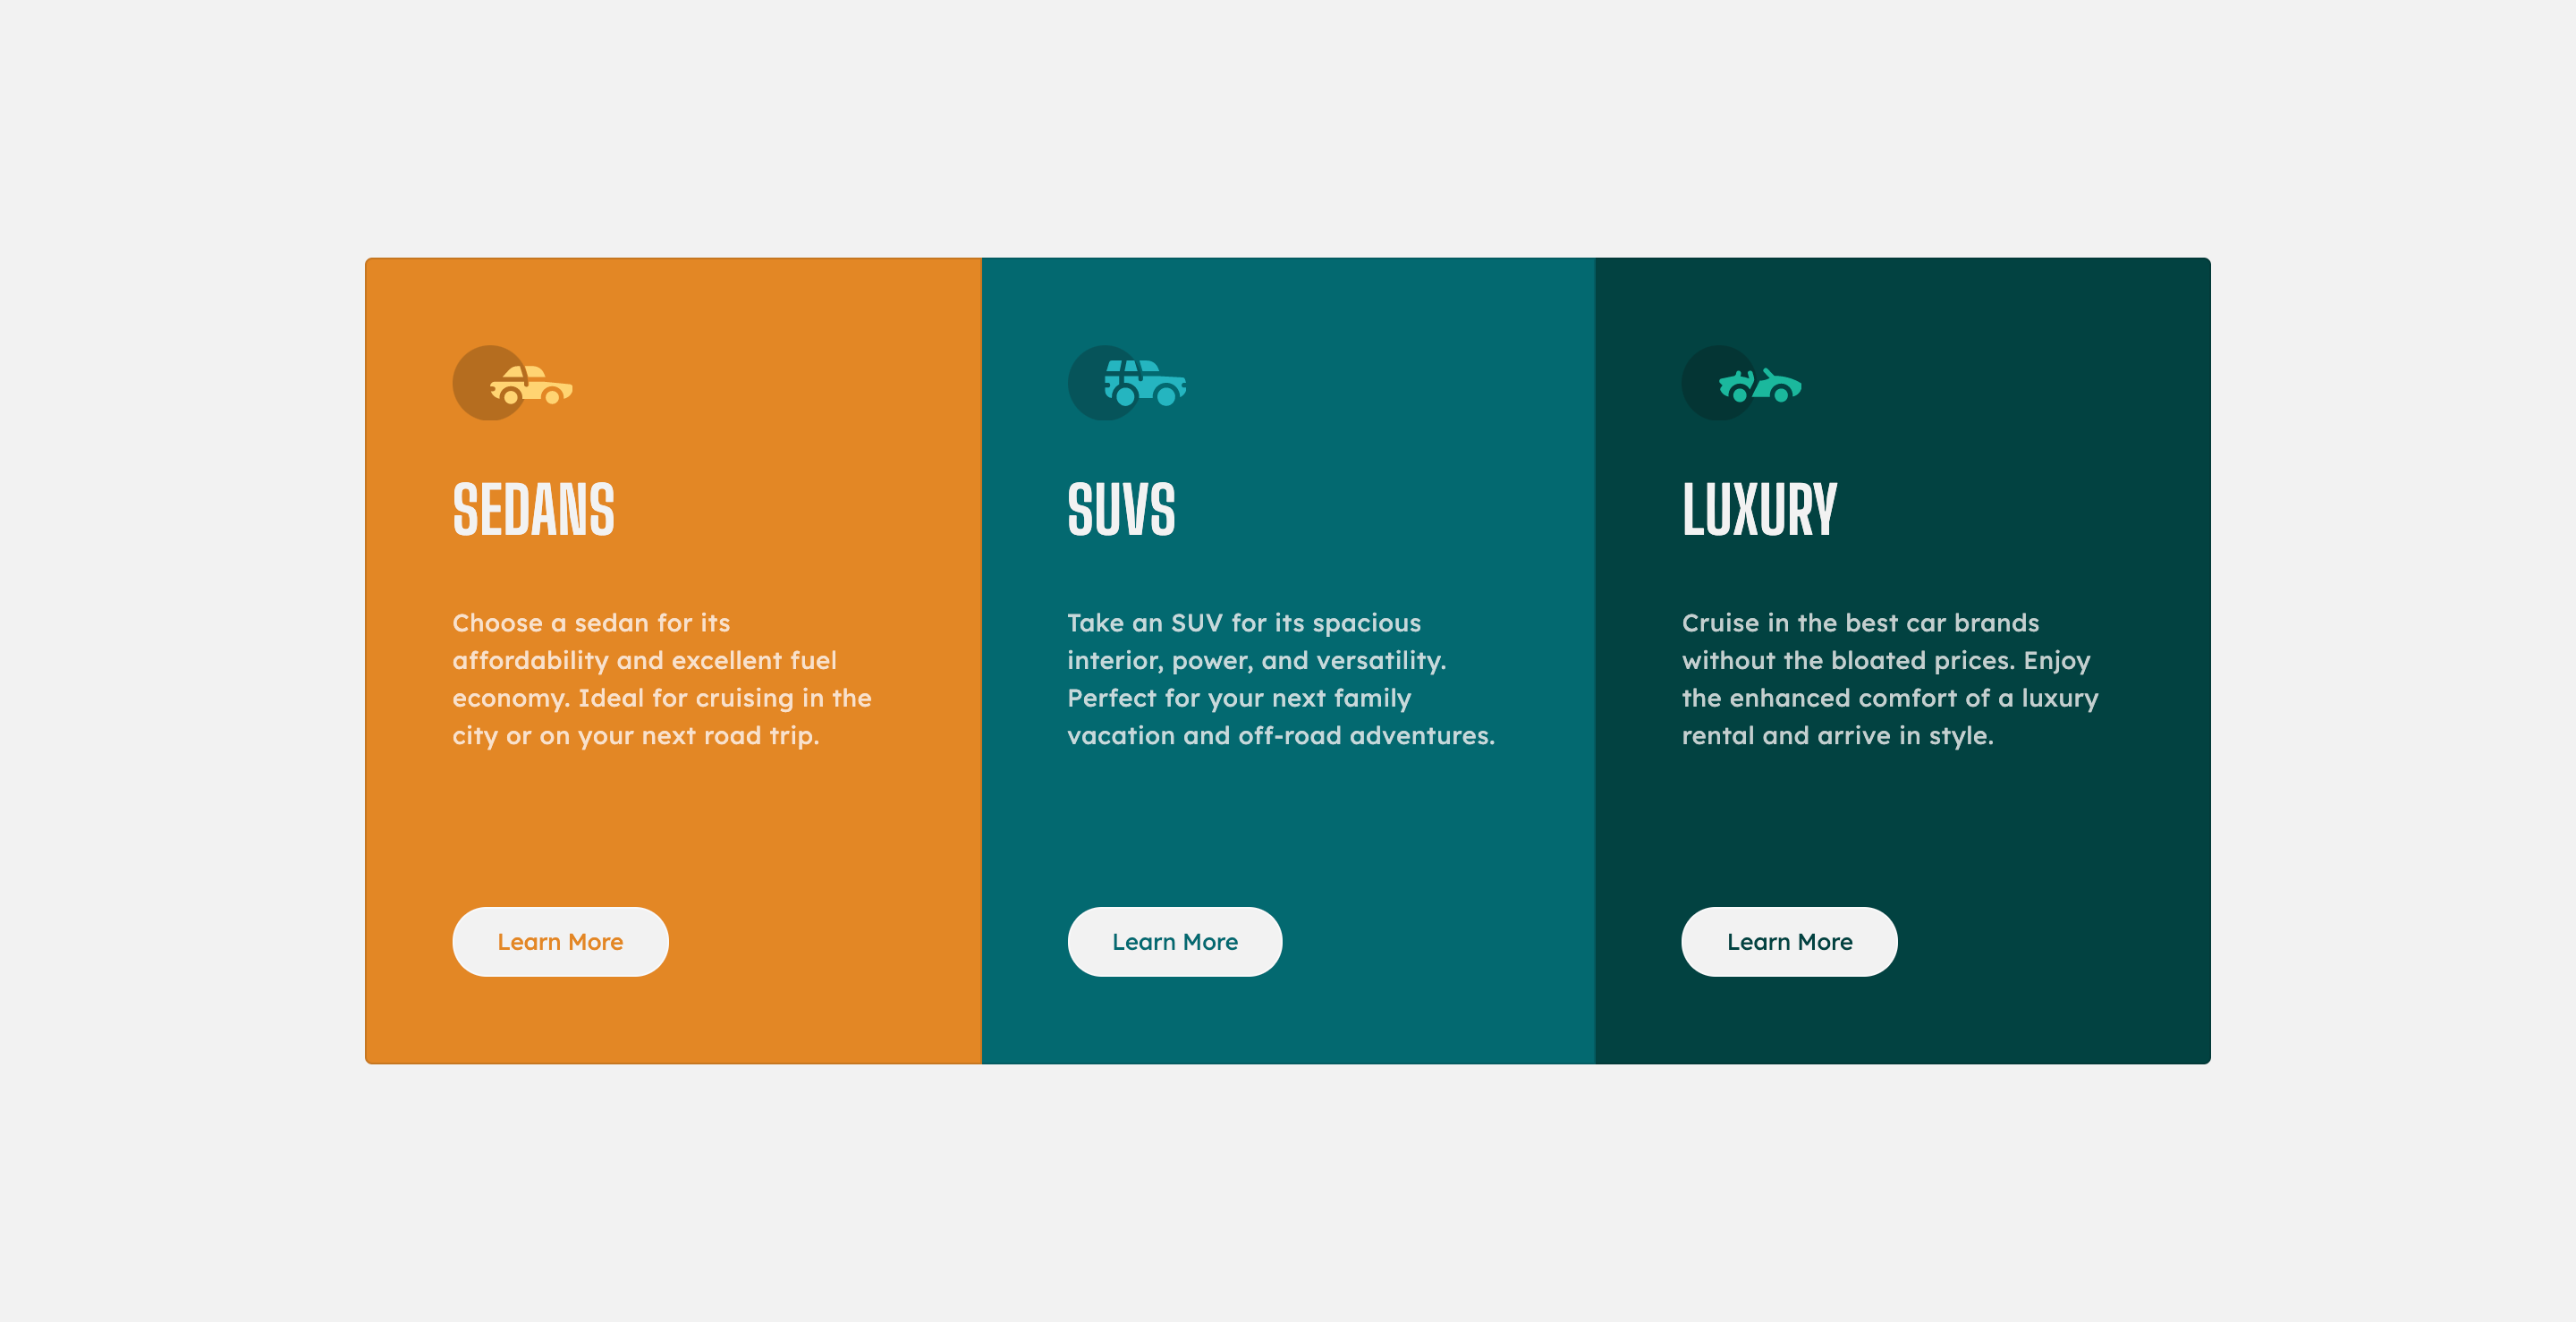 SEDANS
Choose a sedan for its
affordability and excellent fuel
economy. Ideal for cruising in the
city or on your next road trip.
Learn More
SUVS
Take an SUV for its spacious
interior, power, and versatility.
Perfect for your next family
vacation and off-road adventures.
Learn More
LUXURY
Cruise in the best car brands
without the bloated prices. Enjoy
the enhanced comfort of a luxury
rental and arrive in style.
Learn More